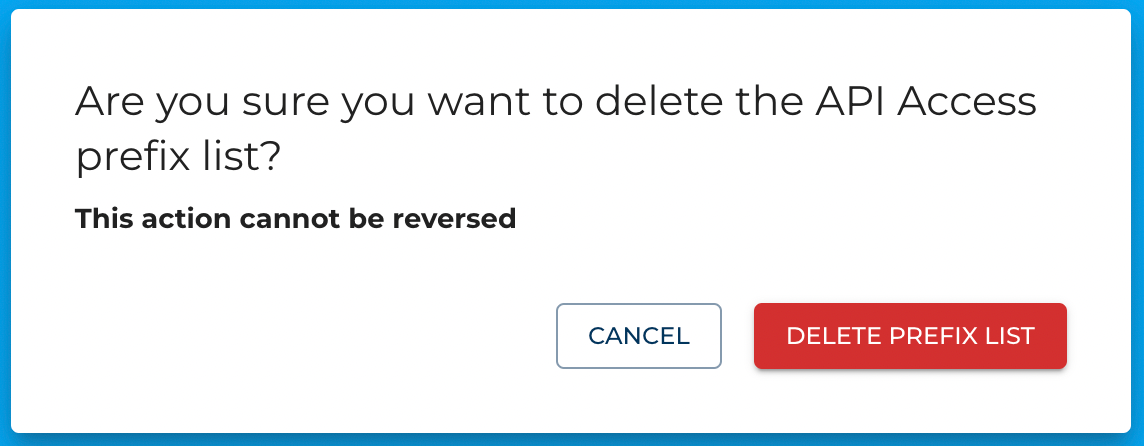 Are you sure you want to delete the API Access
prefix list?
This action cannot be reversed
CANCEL
DELETE PREFIX LIST